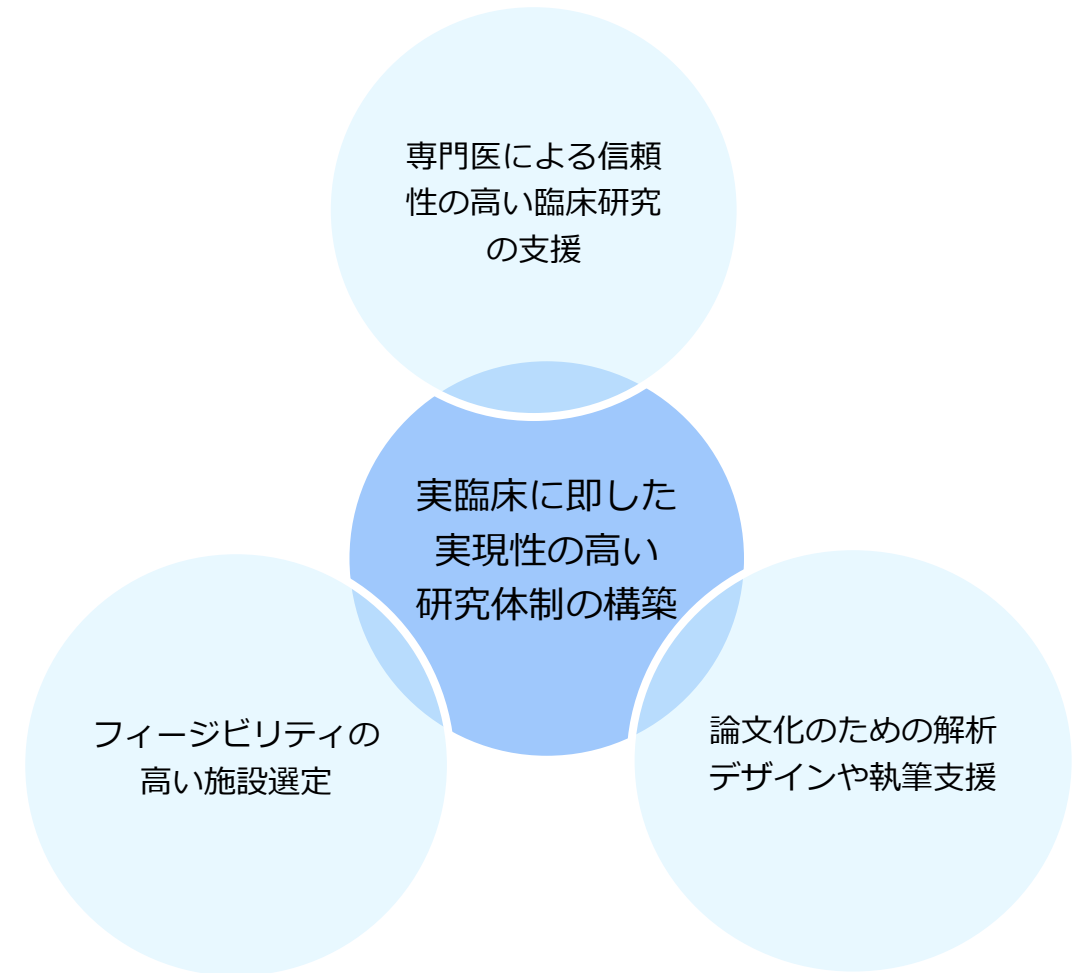 専門医による信頼
性の高い臨床研究
の支援
実臨床に即した
実現性の高い
研究体制の構築
フィージビリティの
高い施設選定
論文化のための解析
デザインや執筆支援